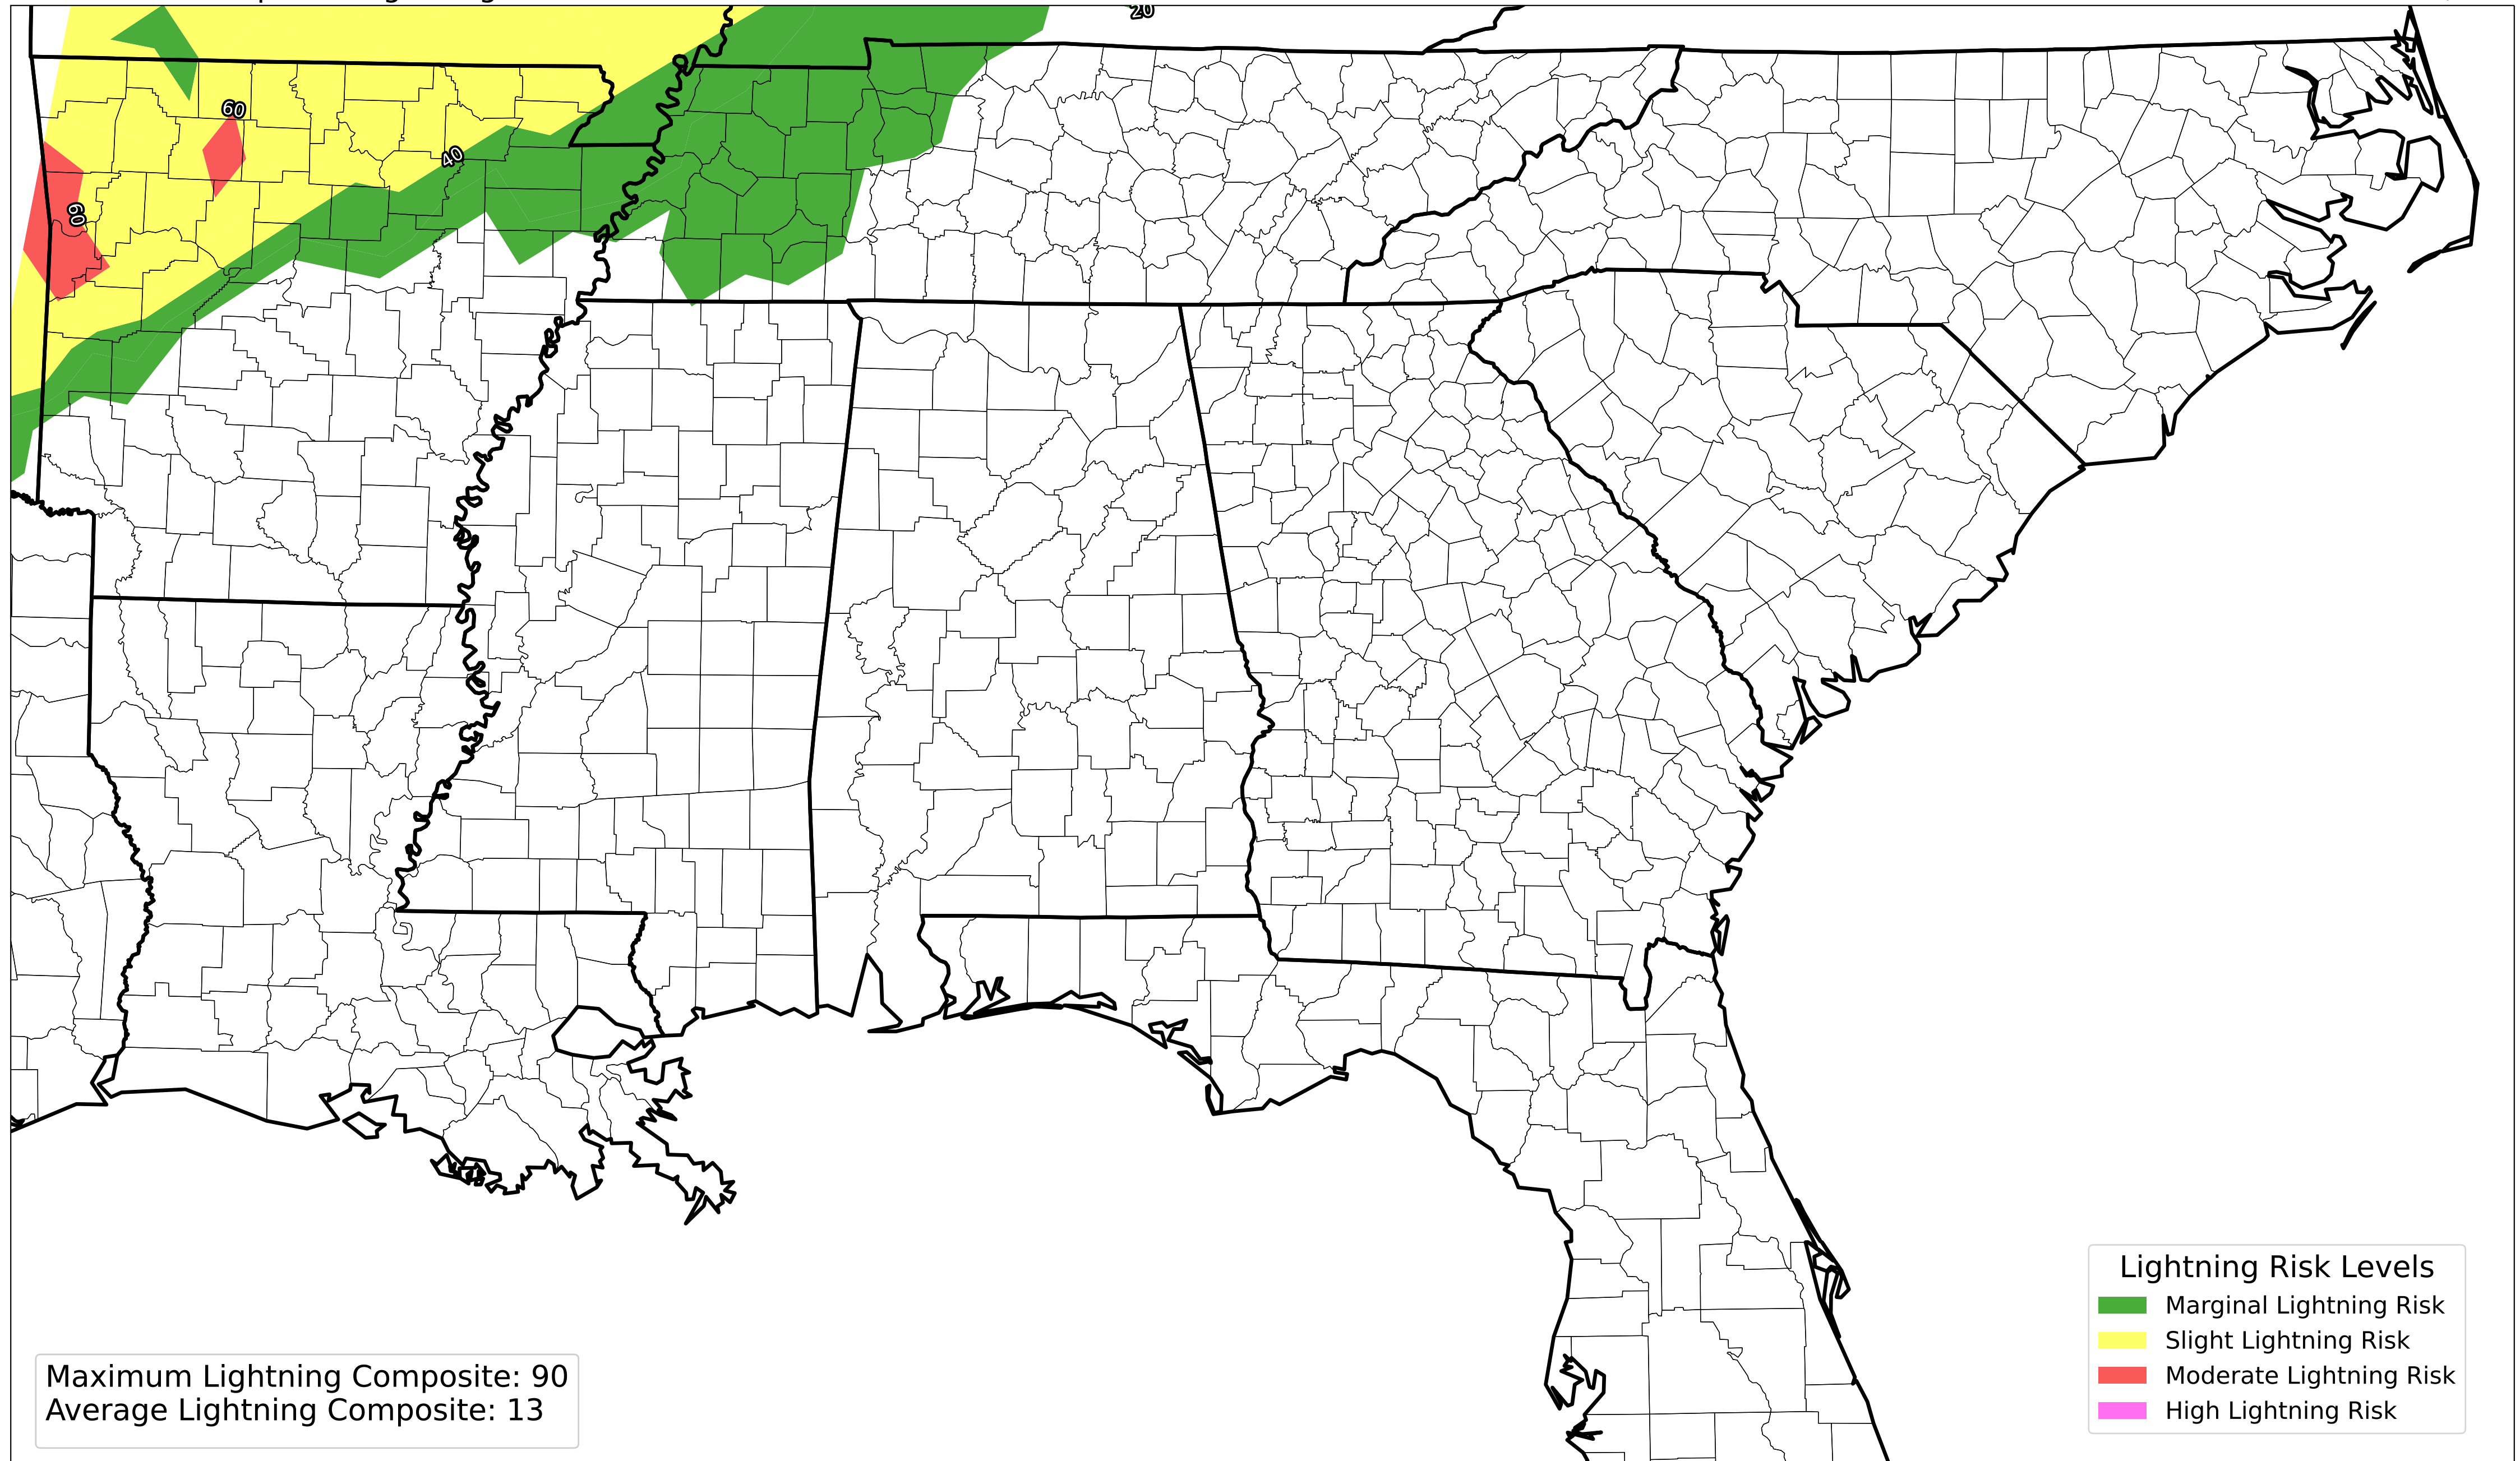 20
60
40
60
Lightning Risk Levels
Marginal Lightning Risk
Slight Lightning Risk
Moderate Lightning Risk
High Lightning Risk
Maximum Lightning Composite: 90
Average Lightning Composite: 13